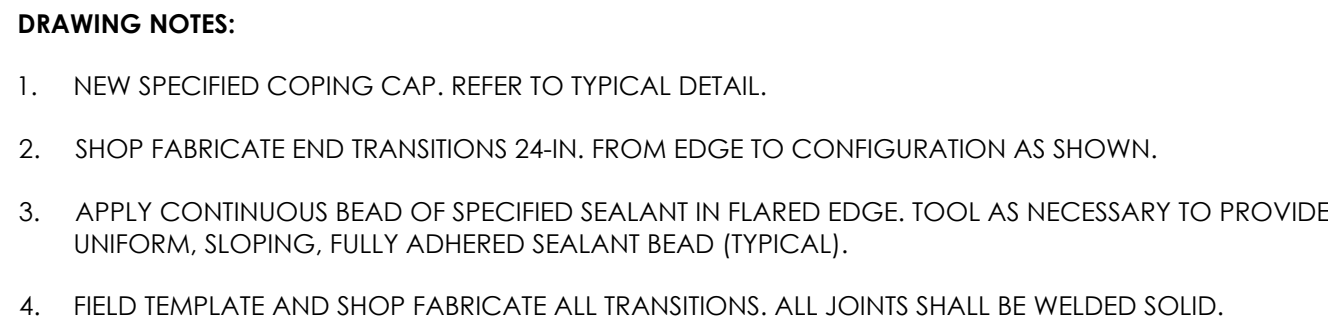 DRAWING NOTES:
1. NEW SPECIFIED COPING CAP. REFER TO TYPICAL DETAIL.
2. SHOP FABRICATE END TRANSITIONS 24-IN. FROM EDGE TO CONFIGURATION AS SHOWN.
3. APPLY CONTINUOUS BEAD OF SPECIFIED SEALANT IN FLARED EDGE. TOOL AS NECESSARY TO PROVIDE
UNIFORM, SLOPING, FULLY ADHERED SEALANT BEAD (TYPICAL).
4. FIELD TEMPLATE AND SHOP FABRICATE ALL TRANSITIONS. ALL JOINTS SHALL BE WELDED SOLID.